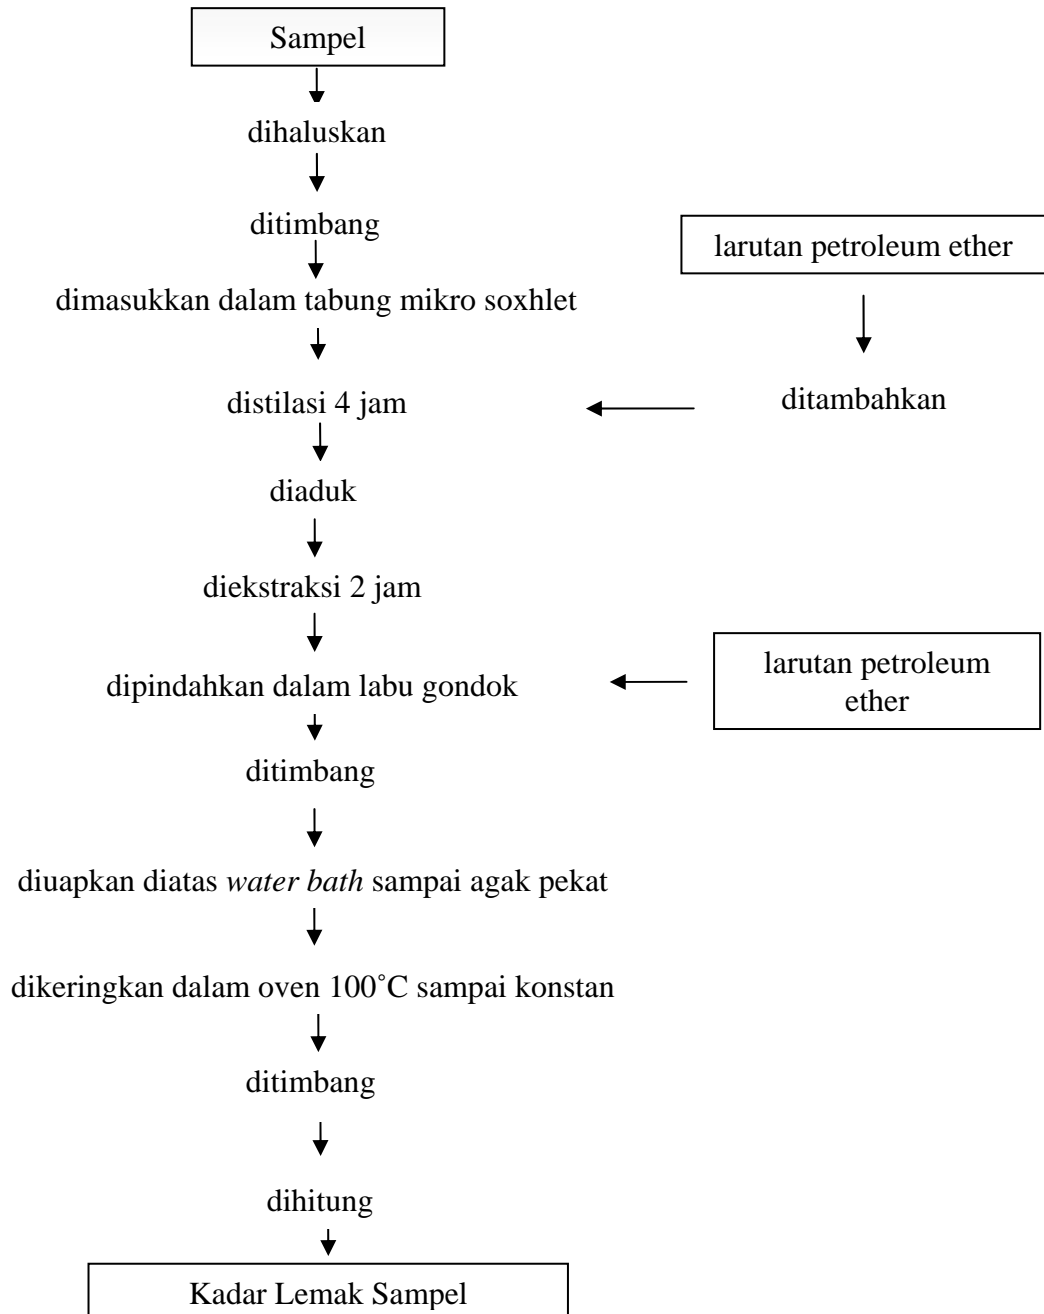 Sampel
dihaluskan
ditimbang
larutan petroleum ether
dimasukkan dalam tabung mikro soxhlet
distilasi 4 jam
ditambahkan
diaduk
diekstraksi 2 jam
dipindahkan dalam labu gondok
larutan petroleum
ether
ditimbang
diuapkan diatas water bath sampai agak pekat
dikeringkan dalam oven 100˚C sampai konstan
ditimbang
dihitung
Kadar Lemak Sampel